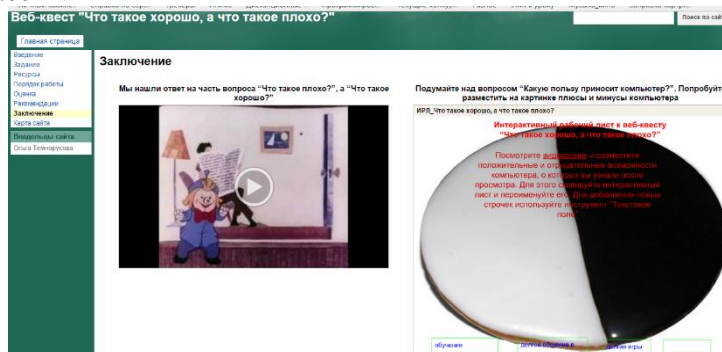 Веб-квест "Что такое хорошо, а что такое плохо?"
Поиск по сай
Главная страница
Введение
Задание
Ресурсы
Порядок работы
Оценка
Рекомендации
Заключение
Карта сайта
Владельцы сайта
Ольга Темнорусова
Заключение
Мы нашли ответ на часть вопроса "Что такое плохо?", а "Что такое
хорошо?"
Подумайте над вопросом "Какую пользу приносит компьютер?". Попробуйт
разместить на картинке плюсы и минусы компьютера
ИРЛ_Что такое хорошо, а что такое плохо?
Интерактивный рабочий лист к веб-квесту
"Что такое хорошо, а что такое плохо?"
Посмотрите видеоролик и разместите
положительные и отрицательные возможности
компьютера, о которых вы узнали после
просмотра. Для этого скопируйте интерактивный
лист и переименуйте его. Для добавления новых
строчек используйте инструмент "Текстовое
поле"
обучение
игры